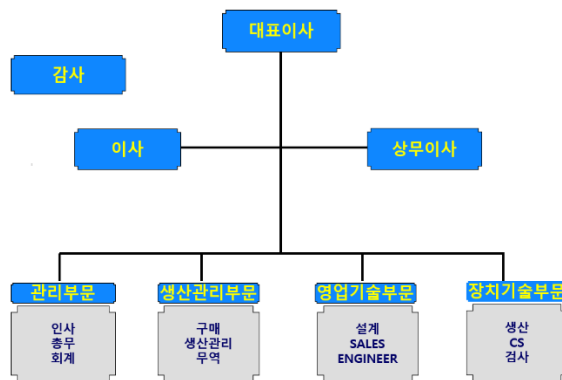 대표이사
감사
이사
상무이사
관리부문
인사
총무
회계
생산관리부문
구매
생산관리
무역
영업기술부문
설계
SALES
ENGINEER
장치기술부문
생산
CS
검사